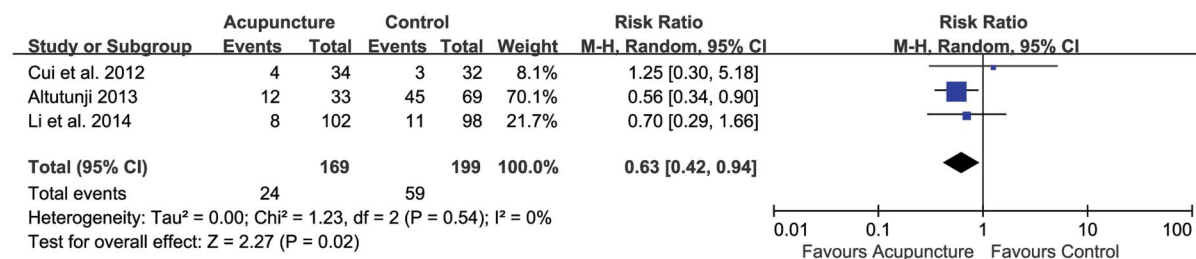 Acupuncture Control Risk Ratio Risk Ratio
Study or Subgroup Events Total Events Total Weight M-H, Random, 95% CI M-H, Random, 95% CI
Cui et al. 2012 4 34 3 32 8.1% 1.25 [0.30, 5.18]
Altutunji 2013 12 33 45 69 70.1% 0.56 [0.34, 0.90]
Li et al. 2014 8 102 11 98 21.7% 0.70 [0.29, 1.66]
Total (95% CI) 169 199 100.0% 0.63 [0.42, 0.94]
Total events 24 59
Heterogeneity: Tau² = 0.00; Chi² = 1.23, df = 2 (P = 0.54); I² = 0%
Test for overall effect: Z = 2.27 (P = 0.02)
0.01 0.1 1 10 100
Favours Acupuncture Favours Control